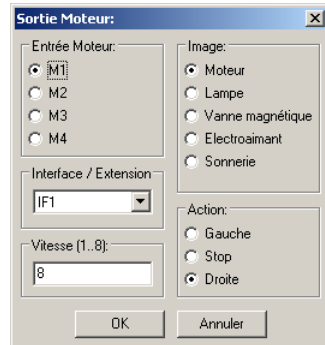 Sortie Moteur:
Entrée Moteur:
M1
M2
M3
M4
Interface / Extension
IF1
Vitesse (1..8):
8
Image:
Moteur
Lampe
Vanne magnétique
Electroaimant
Sonnerie
Action:
Gauche
Stop
Droite
OK
Annuler